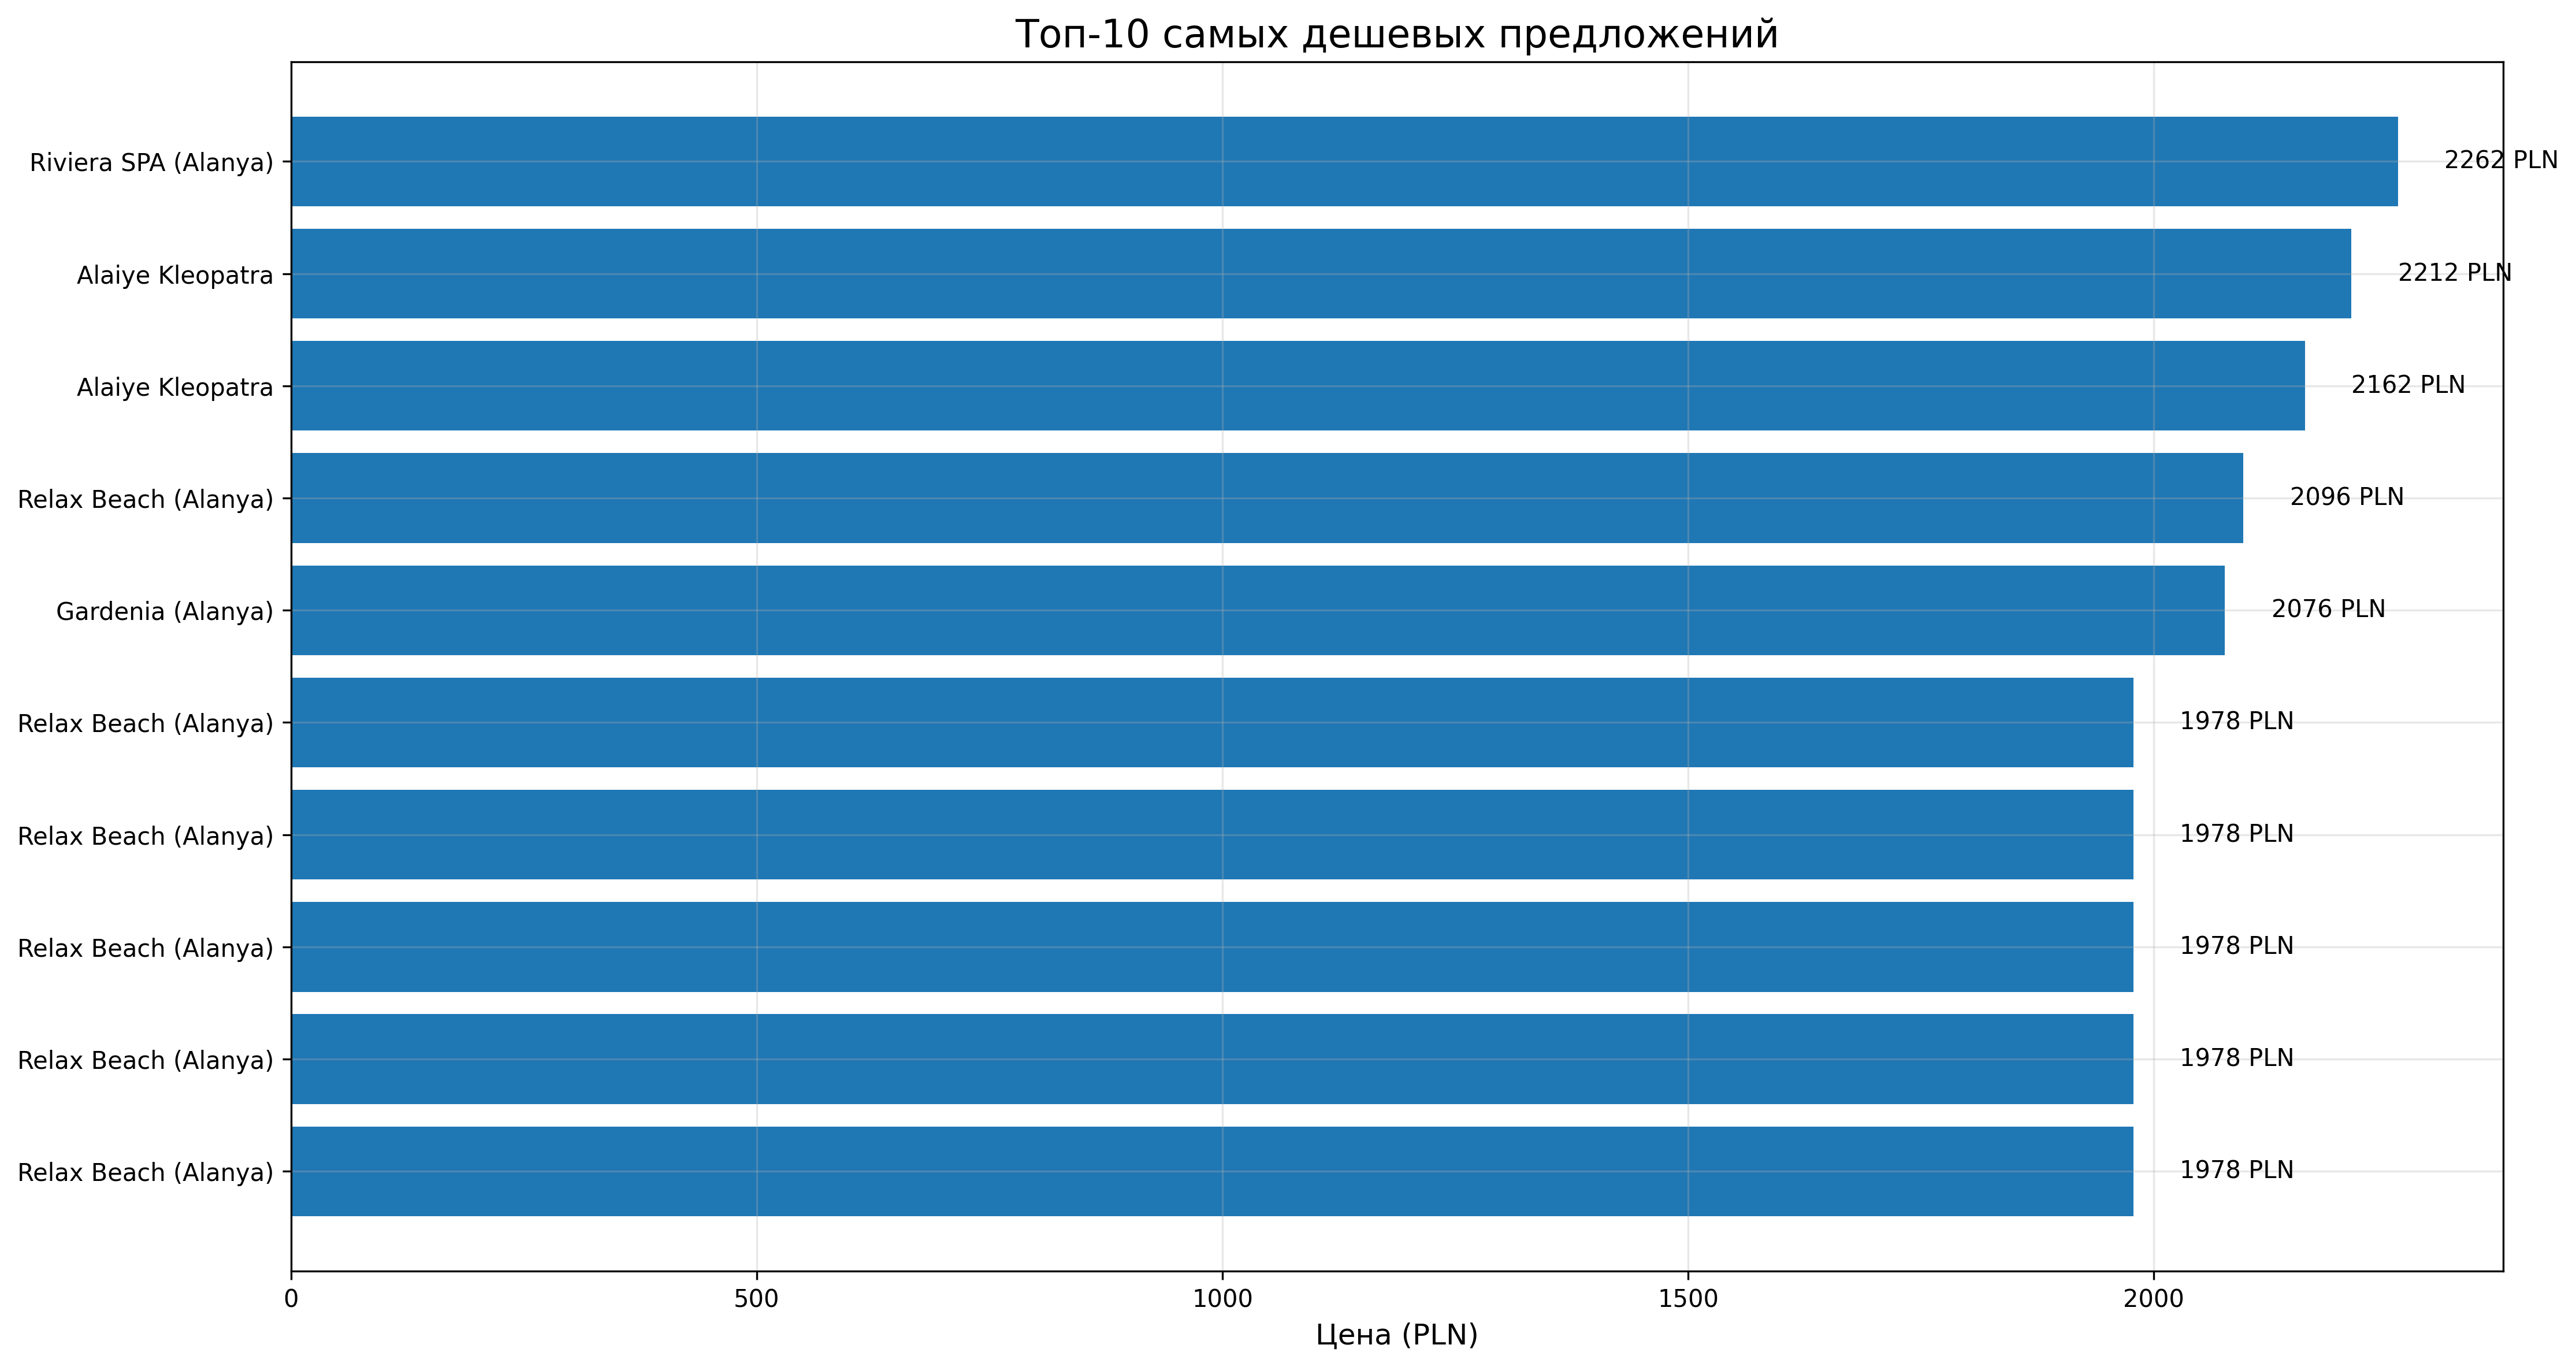 Топ-10 самых дешевых предложений
Riviera SPA (Alanya) 2262 PLN
Alaiye Kleopatra 2212 PLN
Alaiye Kleopatra 2162 PLN
Relax Beach (Alanya) 2096 PLN
Gardenia (Alanya) 2076 PLN
Relax Beach (Alanya) 1978 PLN
Relax Beach (Alanya) 1978 PLN
Relax Beach (Alanya) 1978 PLN
Relax Beach (Alanya) 1978 PLN
Relax Beach (Alanya) 1978 PLN
0 500 1000 1500 2000
Цена (PLN)